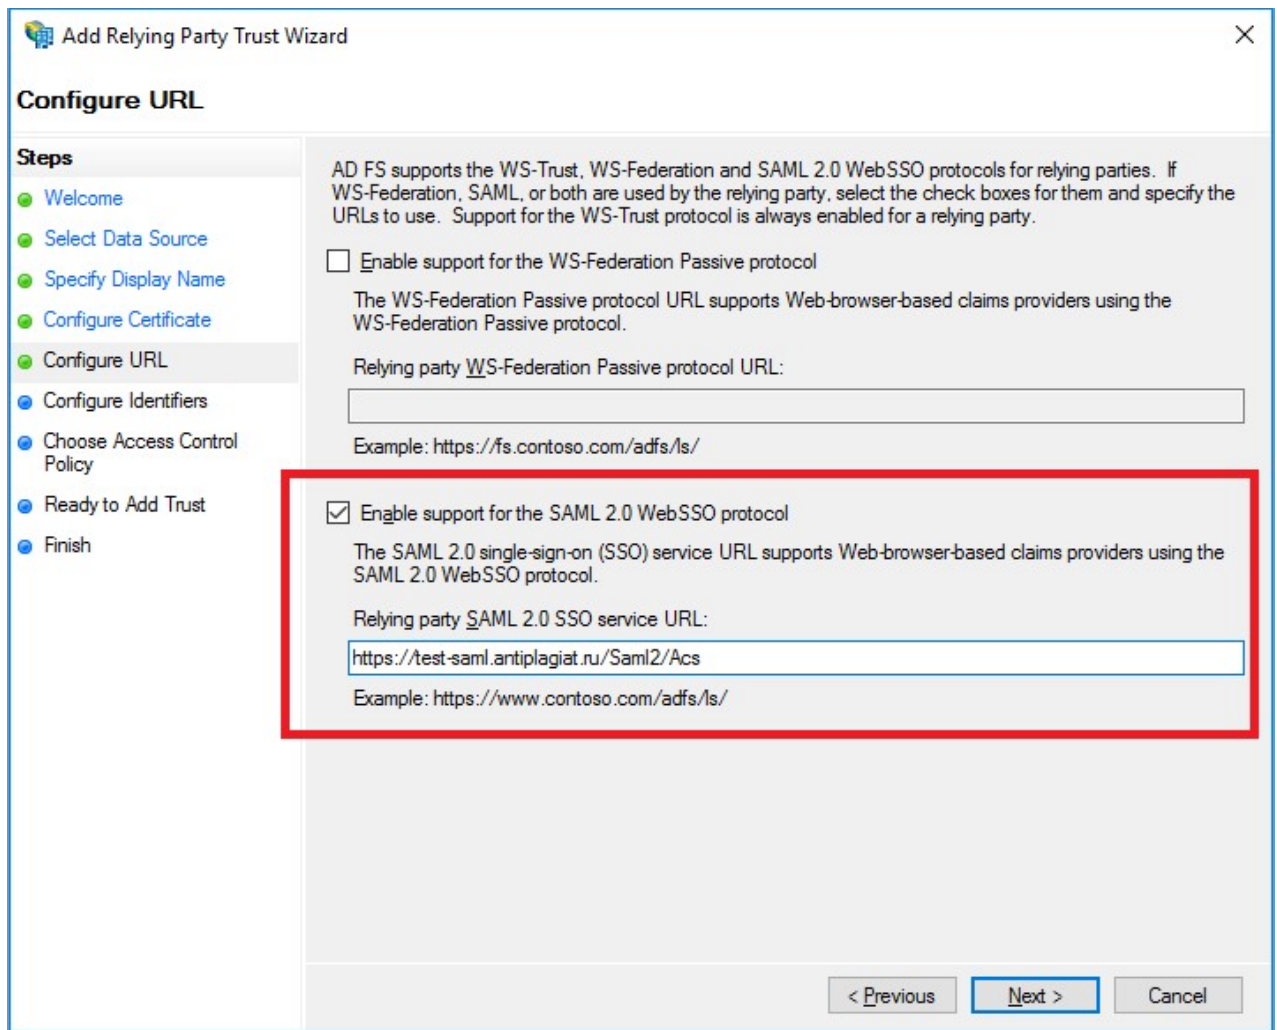 Add Relying Party Trust Wizard
Configure URL
Steps
Welcome
Select Data Source
Specify Display Name
Configure Certificate
Configure URL
Configure Identifiers
Choose Access Control
Policy
Ready to Add Trust
Finish
AD FS supports the WS-Trust, WS-Federation and SAML 2.0 WebSSO protocols for relying parties. If
WS-Federation, SAML, or both are used by the relying party, select the check boxes for them and specify the
URLs to use. Support for the WS-Trust protocol is always enabled for a relying party.
Enable support for the WS-Federation Passive protocol
The WS-Federation Passive protocol URL supports Web-browser-based claims providers using the
WS-Federation Passive protocol.
Relying party WS-Federation Passive protocol URL:
Example: https://fs.contoso.com/adfs/ls/
Enable support for the SAML 2.0 WebSSO protocol
The SAML 2.0 single-sign-on (SSO) service URL supports Web-browser-based claims providers using the
SAML 2.0 WebSSO protocol.
Relying party SAML 2.0 SSO service URL:
https://test-saml.antiplagiat.ru/Saml2/Acs
Example: https://www.contoso.com/adfs/ls/
< Previous
Next >
Cancel